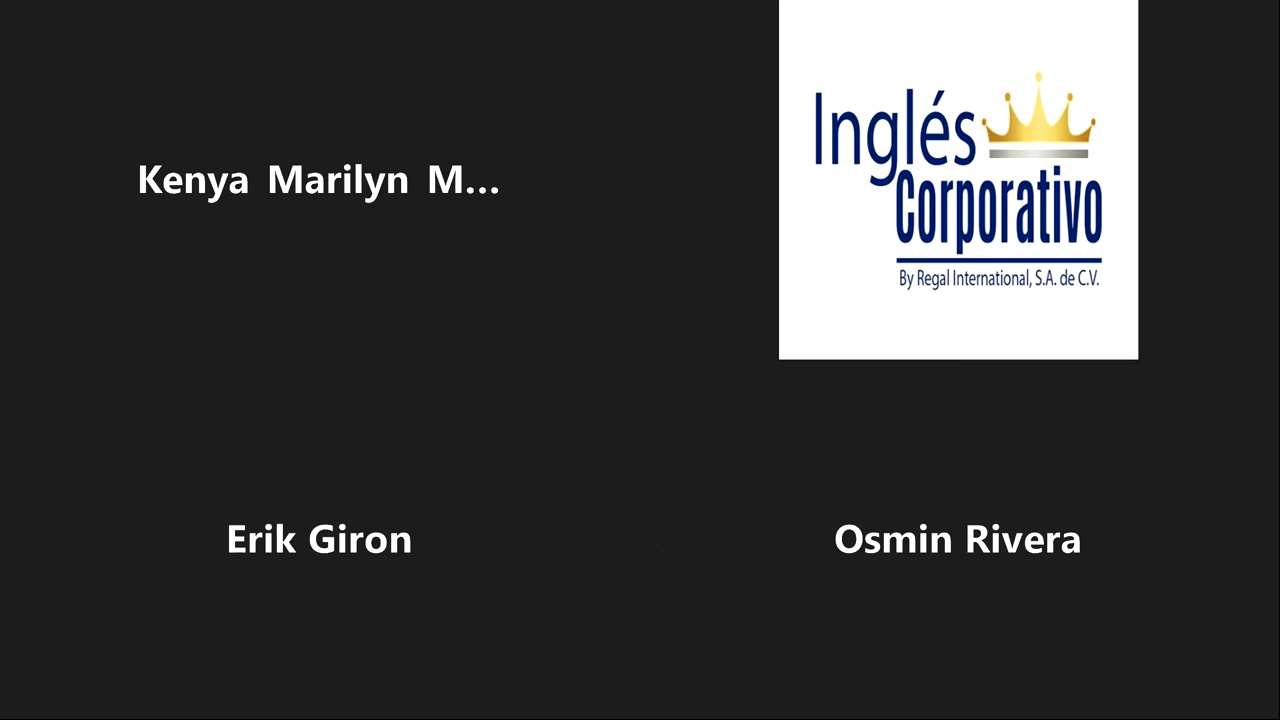 Kenya Marilyn M...
Inglés
Corporativo
By Regal International, S.A. de C.V.
Erik Giron
Osmin Rivera